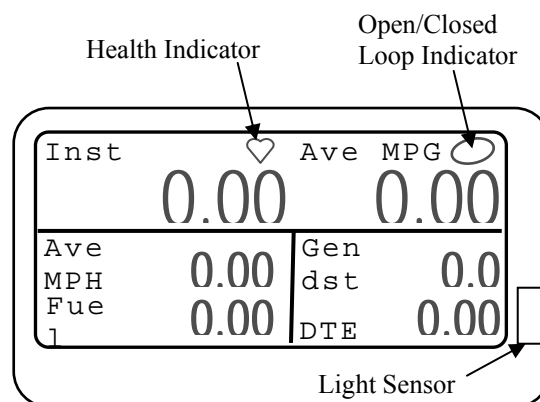 Health Indicator
Open/Closed
Loop Indicator
Inst Ave MPG
0.00 0.00
Ave
MPH 0.00
Gen
dst 0.0
Fue
l 0.00
DTE 0.00
Light Sensor